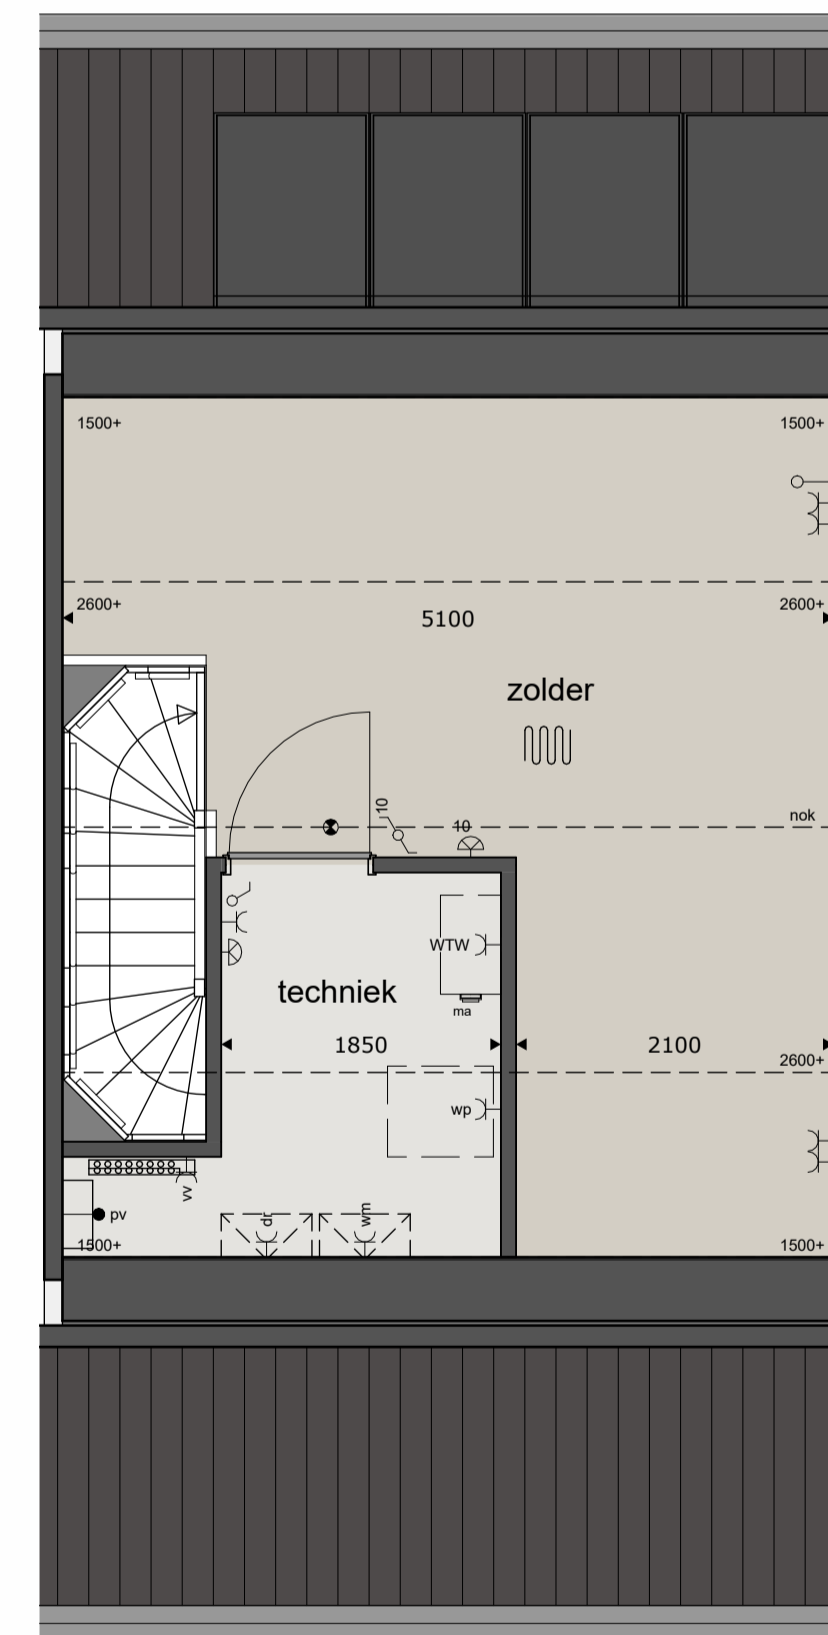 1500+ 1500+
2600+ 2600+
5100
zolder
10
10
nok
WTW
techniek
ma
1850 2100
2600+
wp
vv
pv
dr wm
1500+ 1500+